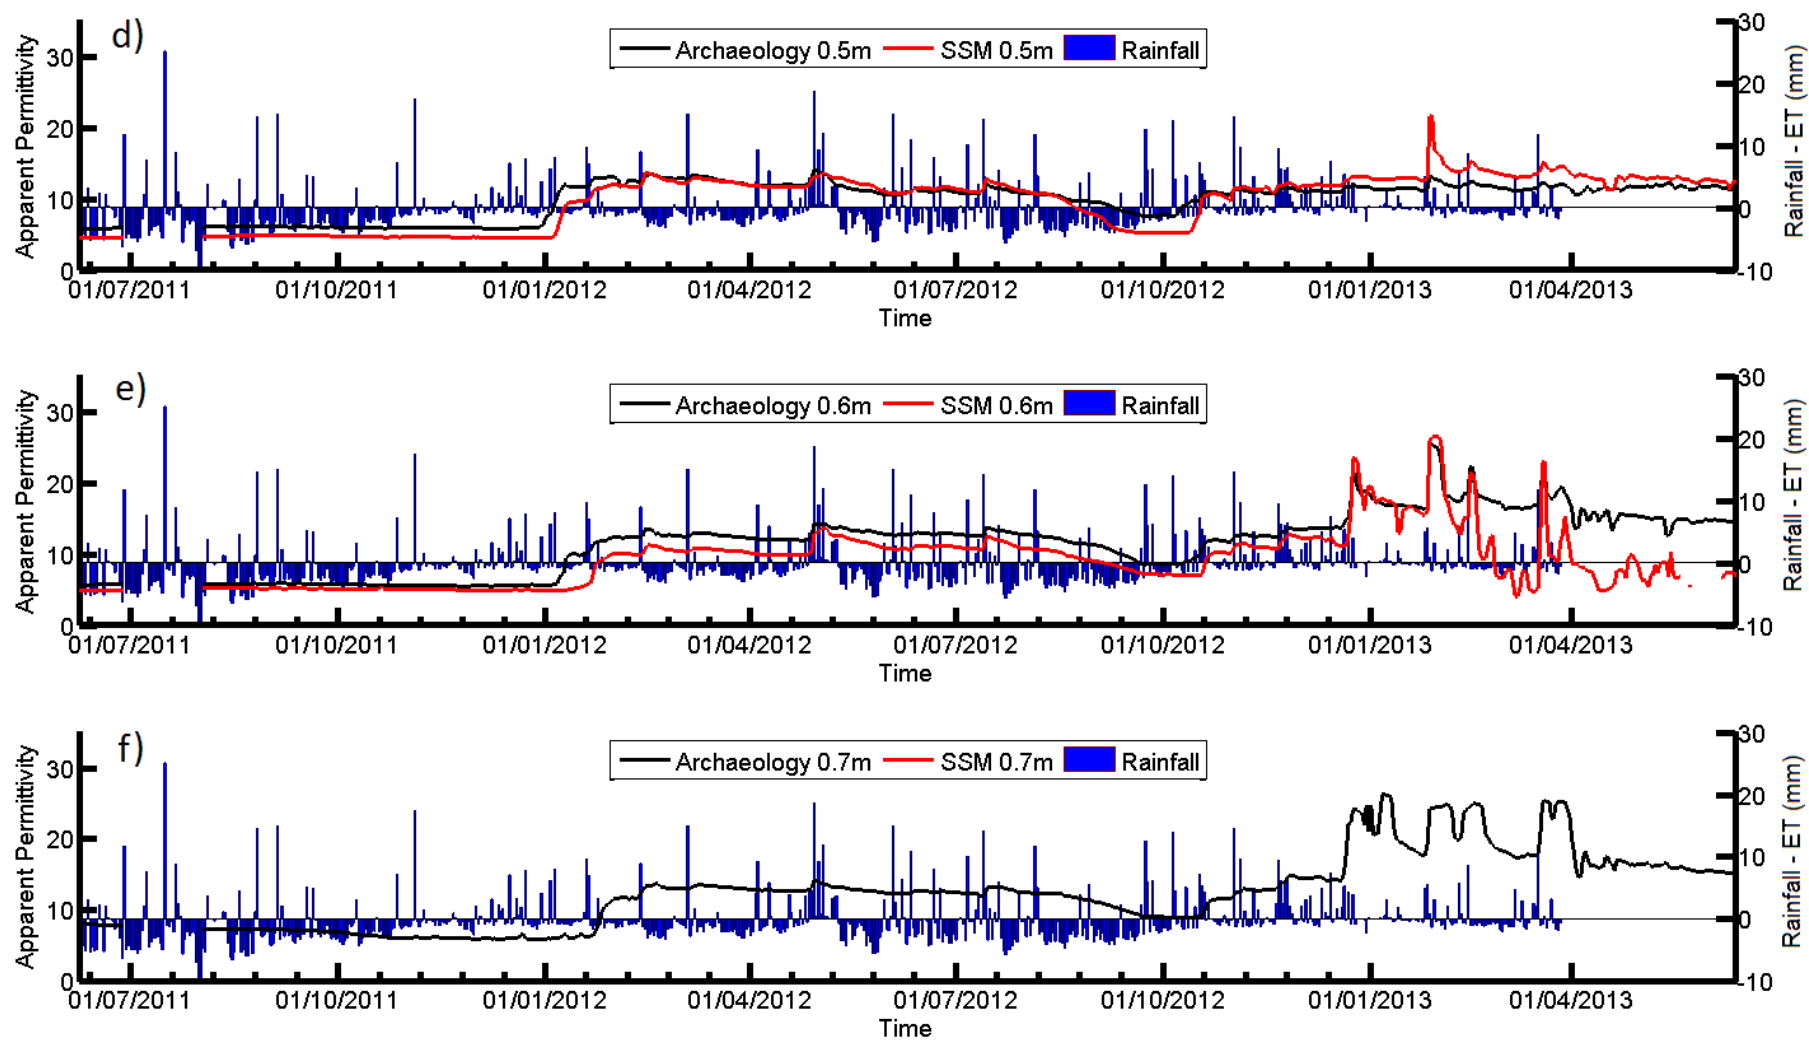 d)
Archaeology 0.5m SSM 0.5m Rainfall
Apparent Permittivity
30
20
10
0
30
20
10
0
-10
Rainfall - ET (mm)
01/07/2011 01/10/2011 01/01/2012 01/04/2012 01/07/2012 01/10/2012 01/01/2013 01/04/2013
Time
e)
Archaeology 0.6m SSM 0.6m Rainfall
Apparent Permittivity
30
20
10
0
30
20
10
0
-10
Rainfall - ET (mm)
01/07/2011 01/10/2011 01/01/2012 01/04/2012 01/07/2012 01/10/2012 01/01/2013 01/04/2013
Time
f)
Archaeology 0.7m SSM 0.7m Rainfall
Apparent Permittivity
30
20
10
0
30
20
10
0
-10
Rainfall - ET (mm)
01/07/2011 01/10/2011 01/01/2012 01/04/2012 01/07/2012 01/10/2012 01/01/2013 01/04/2013
Time